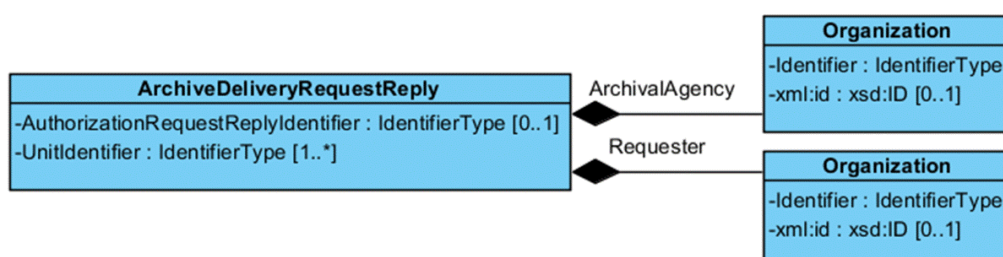 Organization
-Identifier : IdentifierType
-xml:id : xsd:ID [0..1]
ArchiveDeliveryRequestReply
-AuthorizationRequestReplyIdentifier : IdentifierType [0..1]
-UnitIdentifier : IdentifierType [1..*]
ArchivalAgency
Requester
Organization
-Identifier : IdentifierType
-xml:id : xsd:ID [0..1]